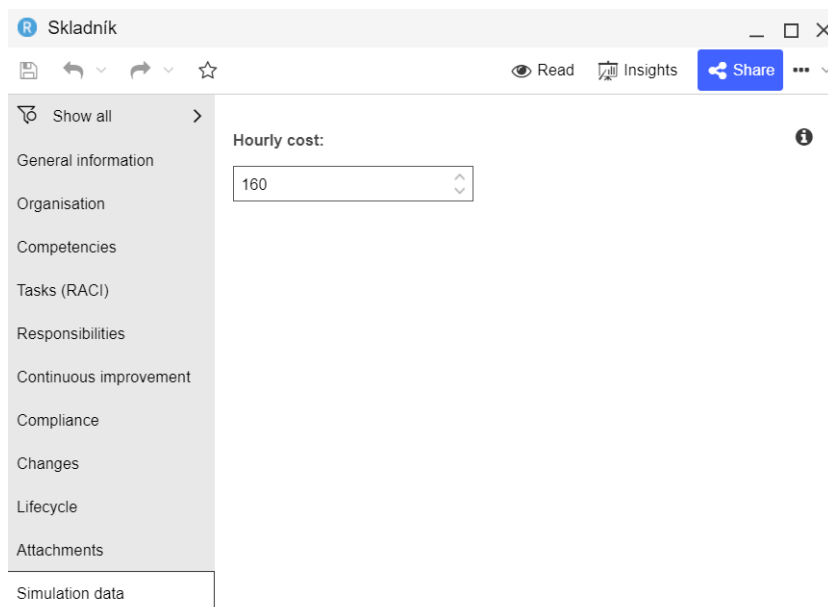 R Skladník
Read Insights Share
Show all
Hourly cost:
160
General information
Organisation
Competencies
Tasks (RACI)
Responsibilities
Continuous improvement
Compliance
Changes
Lifecycle
Attachments
Simulation data